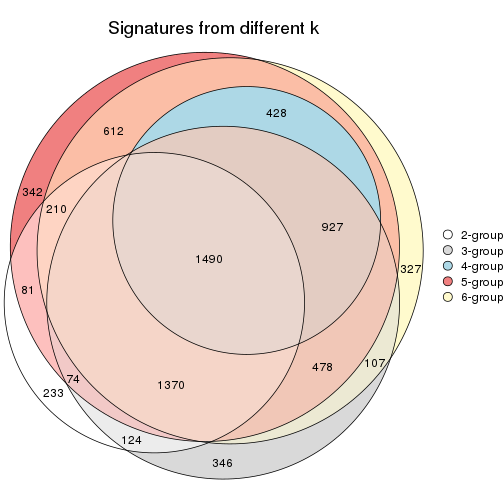 Signatures from different k
428
612
342
210
927
1490
2-group
3-group
4-group
5-group
6-group
327
81
107
478
74
1370
233
124
346